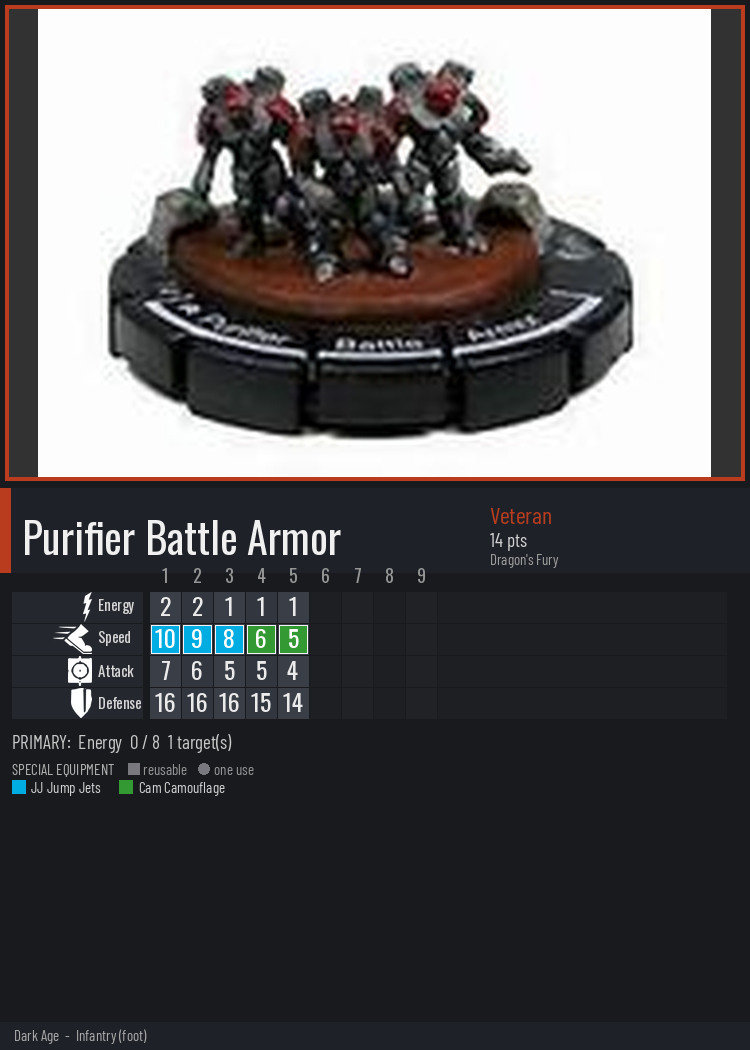 Purifier Battle Armor
Purifier Battle Armor
Veteran
14 pts
Dragon's Fury
1 2 3 4 5 6 7 8 9
Energy 2 2 1 1 1
Speed 10 9 8 6 5
Attack 7 6 5 5 4
Defense 16 16 16 15 14
PRIMARY: Energy 0 / 8 1 target(s)
SPECIAL EQUIPMENT reusable one use
JJ Jump Jets Cam Camouflage
Dark Age - Infantry (foot)